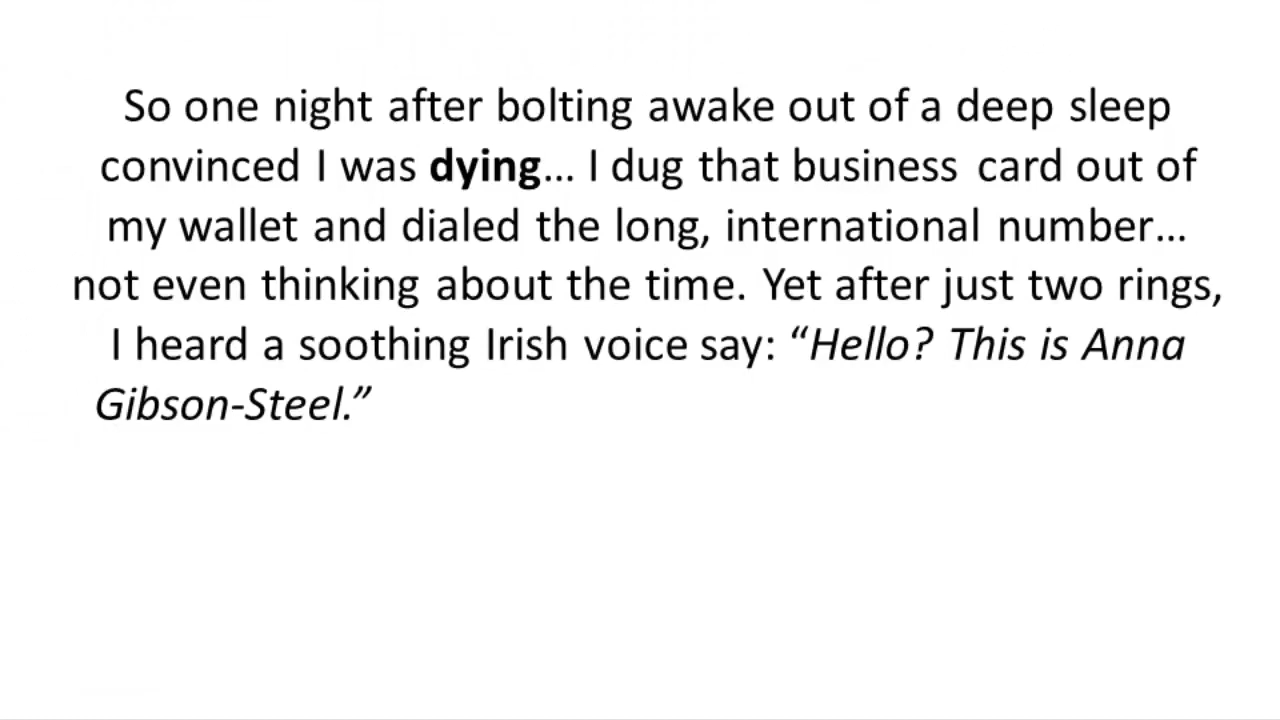 So one night after bolting awake out of a deep sleep
convinced I was dying… I dug that business card out of
my wallet and dialed the long, international number…
not even thinking about the time. Yet after just two rings,
I heard a soothing Irish voice say: “Hello? This is Anna
Gibson-Steel.”